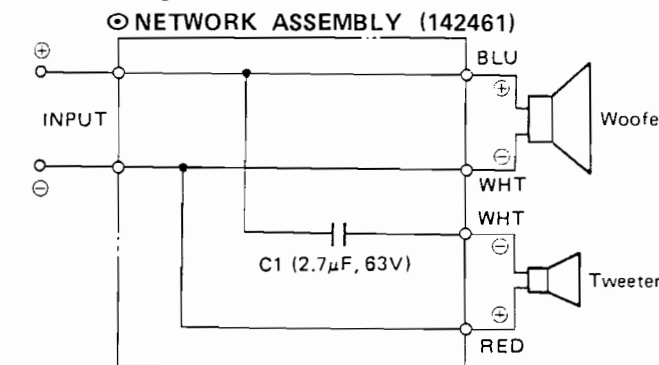 ⊙ NETWORK ASSEMBLY (142461)
⊕
BLU
⊕
INPUT
Woofe
⊖
⊖
WHT
WHT
⊖
C1 (2.7μF, 63V)
Tweeter
⊕
RED